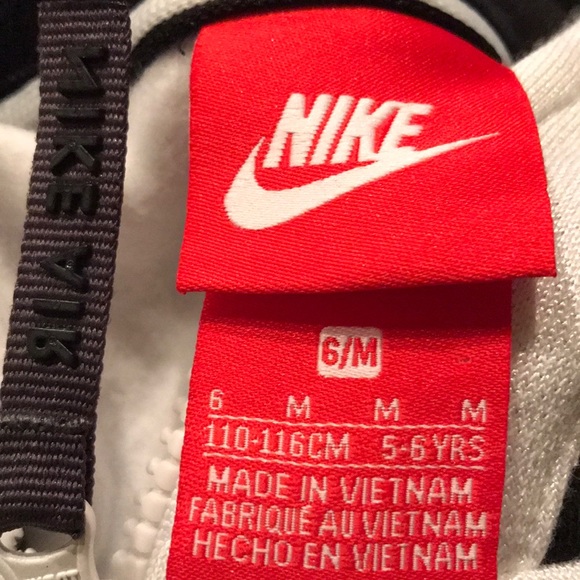 NIKE AIR
NIKE
6/M
6 M M M
110-116CM 5-6YRS
MADE IN VIETNAM
FABRIQUÉ AU VIETNAM
HECHO EN VIETNAM